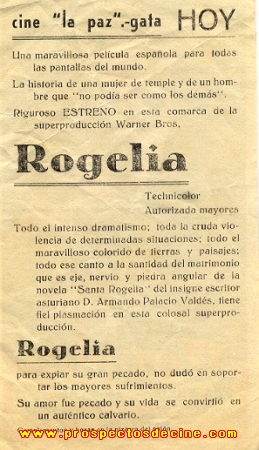 cine "la paz".-gata HOY
Una maravillosa película española para todas
las pantallas del mundo.
La historia de una mujer de temple y de un hom-
bre que "no podía ser como los demás".
Riguroso ESTRENO en esta comarca de la
superproducción Warner Bros.
Rogelia
Technicolor
Autorizada mayores
Todo el intenso dramatismo; toda la cruda vio-
lencia de determinadas situaciones; todo el
maravilloso colorido de tierras y paisajes;
todo ese canto a la santidad del matrimonio
que es eje, nervio y piedra angular de la
novela "Santa Rogelia" del insigne escritor
asturiano D. Armando Palacio Valdés, tiene
fiel plasmación en esta colosal superpro-
ducción.
Rogelia
para expiar su gran pecado, no dudó en sopor-
tar los mayores sufrimientos.
Su amor fue pecado y su vida se convirtió en
un auténtico calvario.
www.prospectosdecine.com